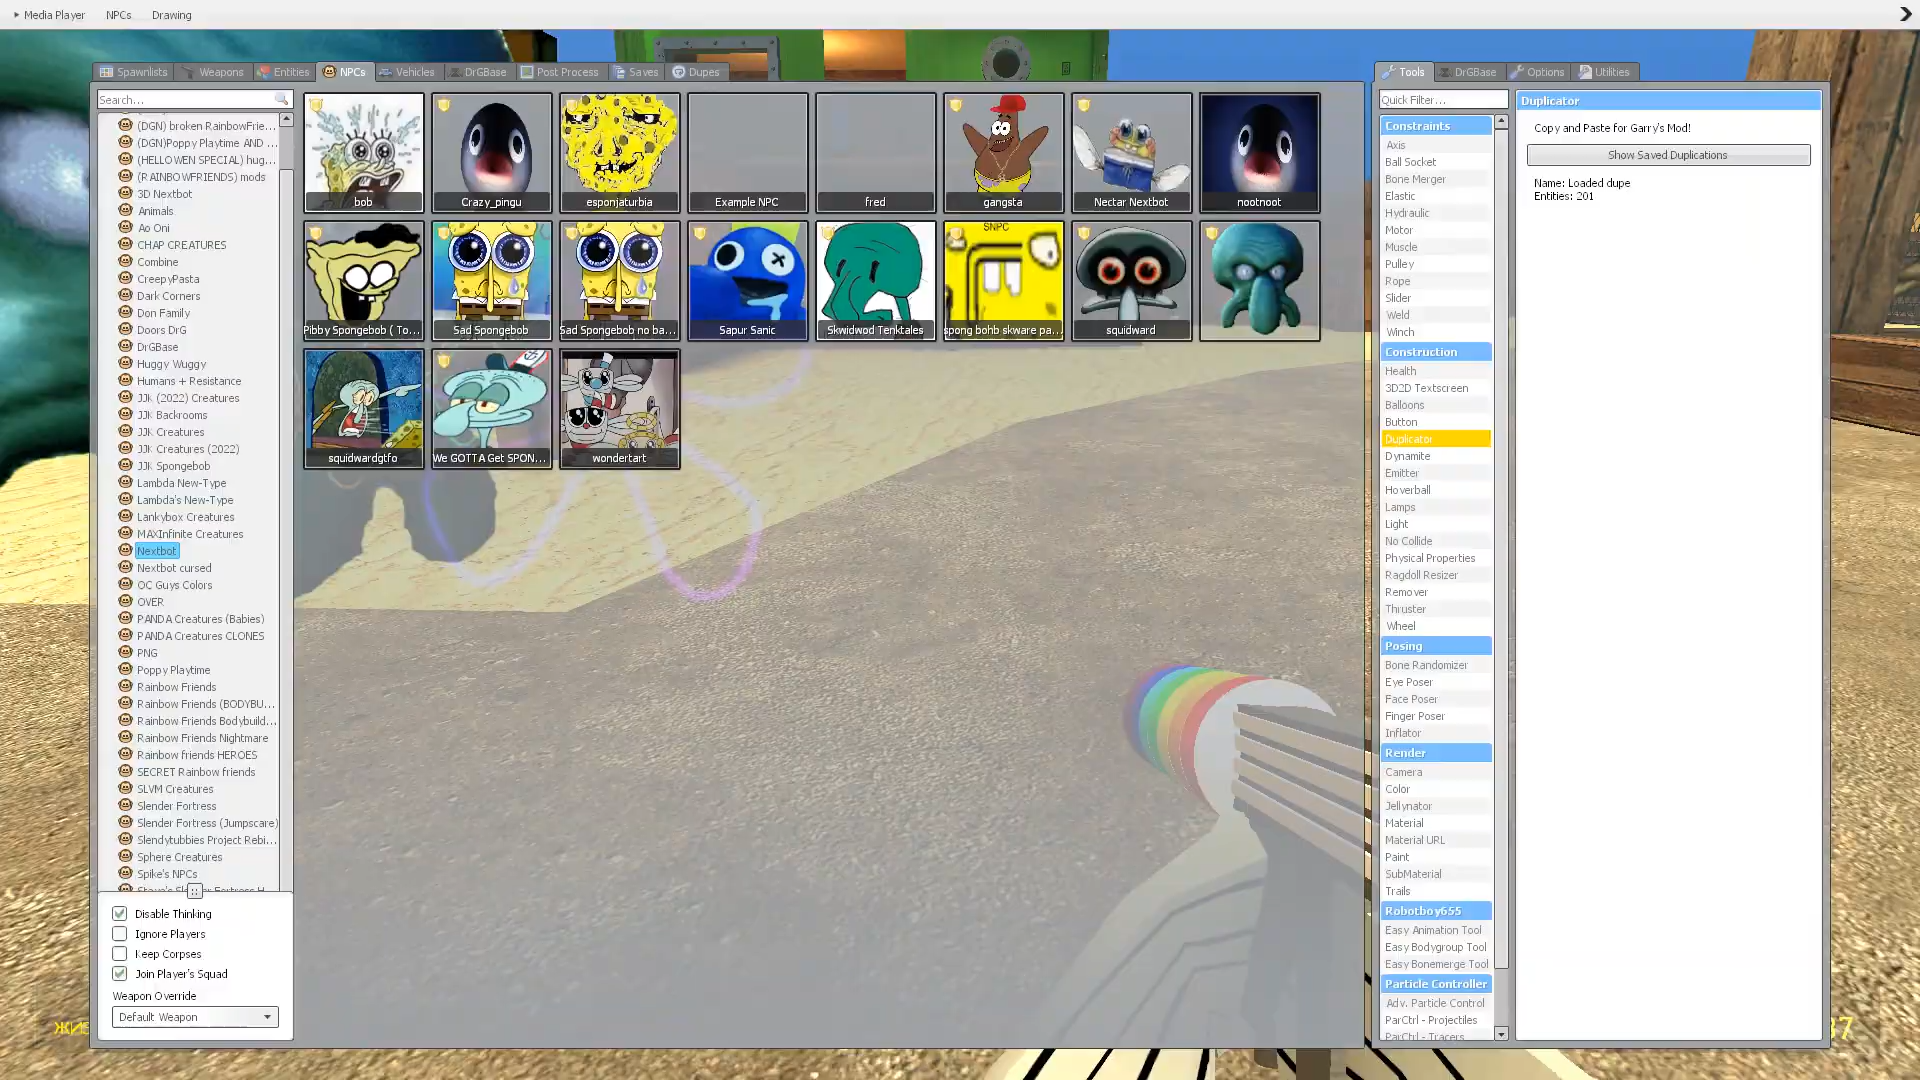 Media Player NPCs Drawing
Spawnlists Weapons Entities NPCs Vehicles DrGBase Post Process Saves Dupes
Search...
(DGN) broken RainbowFrie...
(DGN)Poppy Playtime AND ...
(HELLOWEN SPECIAL) hug...
(RAINBOWFRIENDS) mods
3D Nextbot
Animals
Ao Oni
CHAP CREATURES
Combine
CreepyPasta
Dark Corners
Don Family
Doors DrG
DrGBase
Huggy Wuggy
Humans + Resistance
JJK (2022) Creatures
JJK Backrooms
JJK Creatures
JJK Creatures (2022)
JJK Spongebob
Lambda New-Type
Lambda's New-Type
Lankybox Creatures
MAXInfinite Creatures
Nextbot
Nextbot cursed
OC Guys Colors
OVER
PANDA Creatures (Babies)
PANDA Creatures CLONES
PNG
Poppy Playtime
Rainbow Friends
Rainbow Friends (BODYBU...
Rainbow Friends Bodybuild...
Rainbow Friends Nightmare
Rainbow friends HEROES
SECRET Rainbow friends
SLVM Creatures
Slender Fortress
Slender Fortress (Jumpscare)
Slendytubbies Project Rebi...
Sphere Creatures
Spike's NPCs
Disable Thinking
Ignore Players
Keep Corpses
Join Player's Squad
Weapon Override
Default Weapon
bob
Crazy_pingu
esponjaturbia
Example NPC
fred
gangsta
Nectar Nextbot
nootnoot
Pibby Spongebob ( To...
Sad Spongebob
Sad Spongebob no ba...
Sapur Sanic
Skwidwod Tenktales
SNPC
spong bohb skware pa...
squidward
squidwardgtfo
We GOTTA Get SPON...
wondertart
Tools DrGBase Options Utilities
Quick Filter...
Constraints
Axis
Ball Socket
Bone Merger
Elastic
Hydraulic
Motor
Muscle
Pulley
Rope
Slider
Weld
Winch
Construction
Health
3D2D Textscreen
Balloons
Button
Duplicator
Dynamite
Emitter
Hoverball
Lamps
Light
No Collide
Physical Properties
Ragdoll Resizer
Remover
Thruster
Wheel
Posing
Bone Randomizer
Eye Poser
Face Poser
Finger Poser
Inflator
Render
Camera
Color
Jellynator
Material
Material URL
Paint
SubMaterial
Trails
Robotboy655
Easy Animation Tool
Easy Bodygroup Tool
Easy Bonemerge Tool
Particle Controller
Adv. Particle Control
ParCtrl - Projectiles
ParCtrl - Tracers
Duplicator
Copy and Paste for Garry's Mod!
Show Saved Duplications
Name: Loaded dupe
Entities: 201